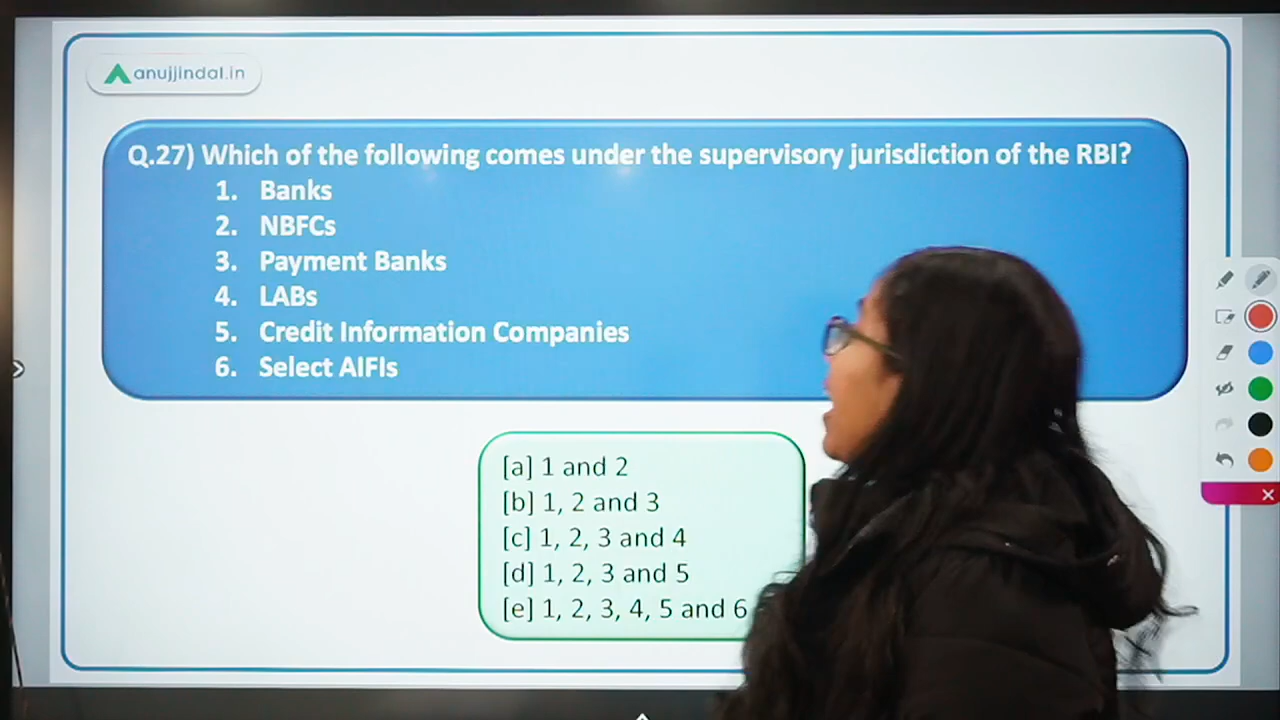 anujjindal.in
Q.27) Which of the following comes under the supervisory jurisdiction of the RBI?
1. Banks
2. NBFCs
3. Payment Banks
4. LABs
5. Credit Information Companies
6. Select AIFIs
[a] 1 and 2
[b] 1, 2 and 3
[c] 1, 2, 3 and 4
[d] 1, 2, 3 and 5
[e] 1, 2, 3, 4, 5 and 6